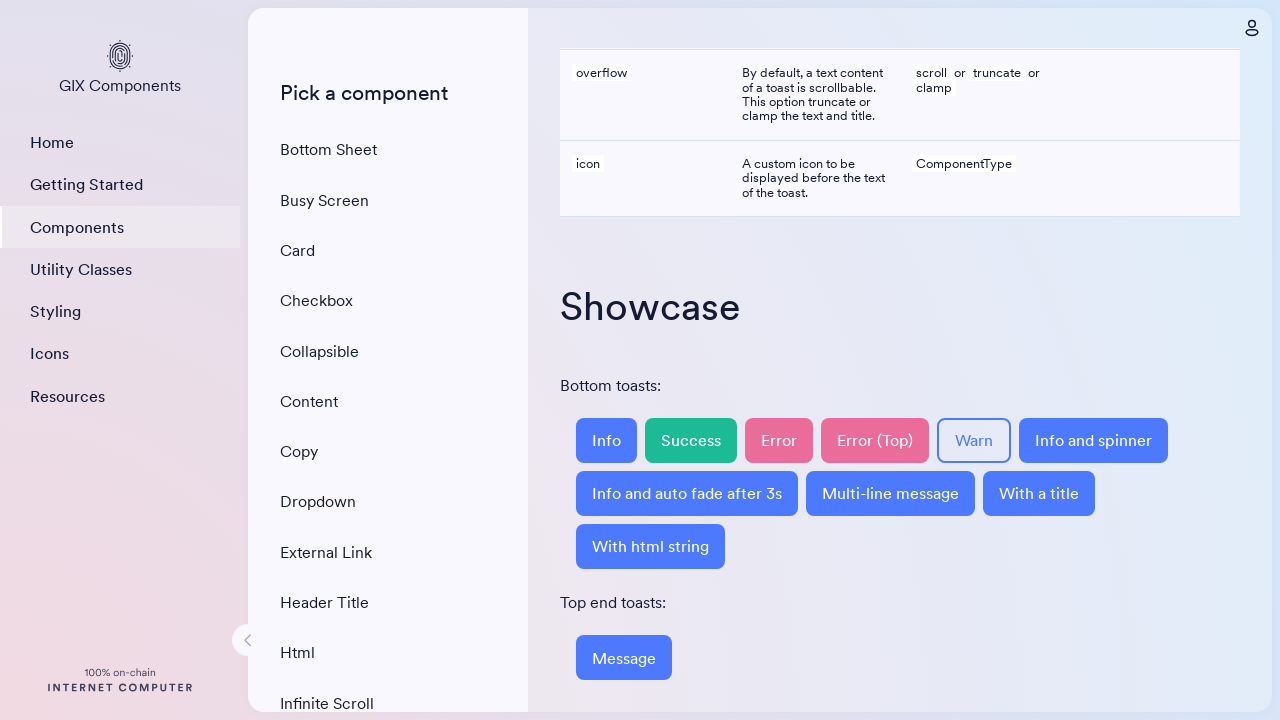 GIX Components
Home
Getting Started
Components
Utility Classes
Styling
Icons
Resources
100% on-chain
INTERNET COMPUTER
Pick a component
Bottom Sheet
Busy Screen
Card
Checkbox
Collapsible
Content
Copy
Dropdown
External Link
Header Title
Html
Infinite Scroll
overflow
By default, a text content
of a toast is scrollable.
This option truncate or
clamp the text and title.
scroll or truncate or
clamp
icon
A custom icon to be
displayed before the text
of the toast.
ComponentType
Showcase
Bottom toasts:
Info Success Error Error (Top) Warn Info and spinner
Info and auto fade after 3s Multi-line message With a title
With html string
Top end toasts:
Message